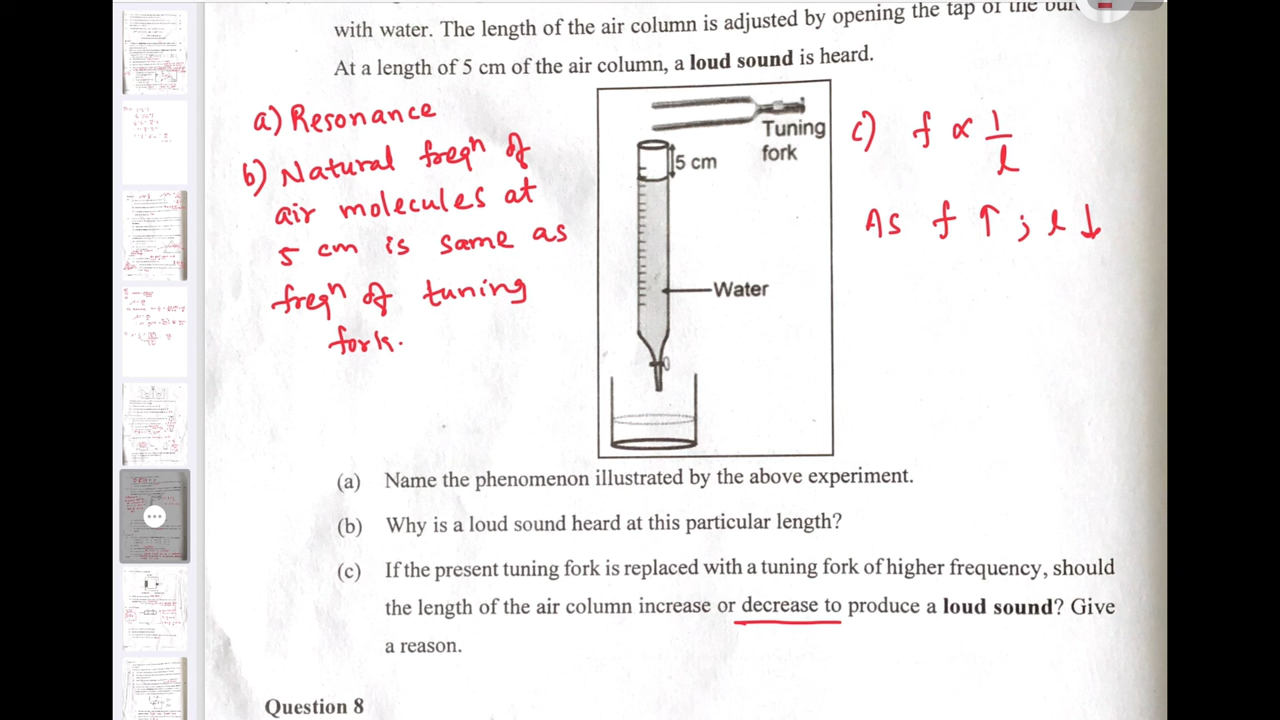 with water. The length of the air column is adjusted by opening the tap of the
At a length of 5 cm of the air column, a loud sound is heard.
a) Resonance
b) Natural freqⁿ of
air molecules at
5 cm is same as
freqⁿ of tuning
fork.
Tuning
fork
5 cm
Water
c) f ∝ 1/l
As f ↑ ; l ↓
(a) Name the phenomenon illustrated by the above experiment.
(b) Why is a loud sound heard at this particular length?
(c) If the present tuning fork is replaced with a tuning fork of higher frequency, should
the length of the air column increase or decrease to produce a loud sound? Give
a reason.
Question 8